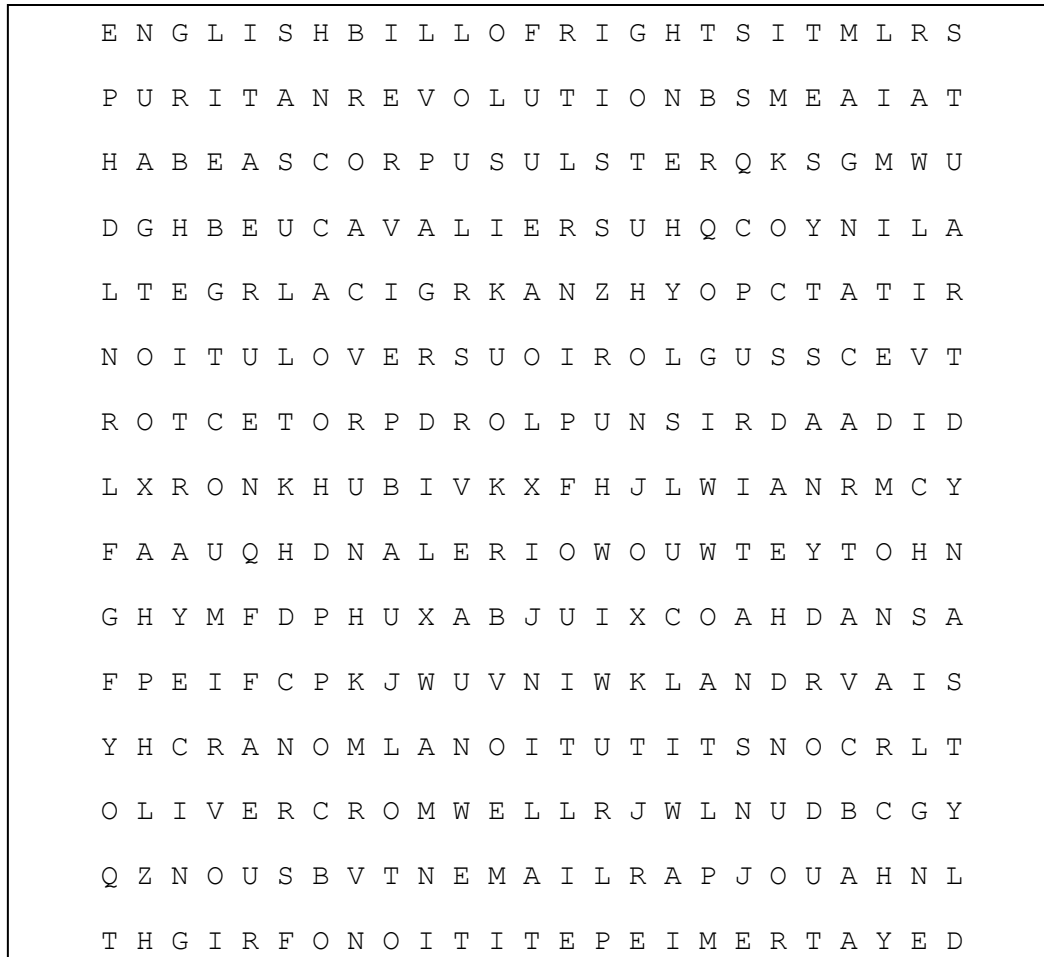 E N G L I S H B I L L O F R I G H T S I T M L R S
P U R I T A N R E V O L U T I O N B S M E A I A T
H A B E A S C O R P U S U L S T E R Q K S G M W U
D G H B E U C A V A L I E R S U H Q C O Y N I L A
L T E G R L A C I G R K A N Z H Y O P C T A T I R
N O I T U L O V E R S U O I R O L G U S S C E V T
R O T C E T O R P D R O L P U N S I R D A A D I D
L X R O N K H U B I V K X F H J L W I A N R M C Y
F A A U Q H D N A L E R I O W O U W T E Y T O H N
G H Y M F D P H U X A B J U I X C O A H D A N S A
F P E I F C P K J W U V N I W K L A N D R V A I S
Y H C R A N O M L A N O I T U T I T S N O C R L T
O L I V E R C R O M W E L L R J W L N U D B C G Y
Q Z N O U S B V T N E M A I L R A P J O U A H N L
T H G I R F O N O I T I T E P E I M E R T A Y E D